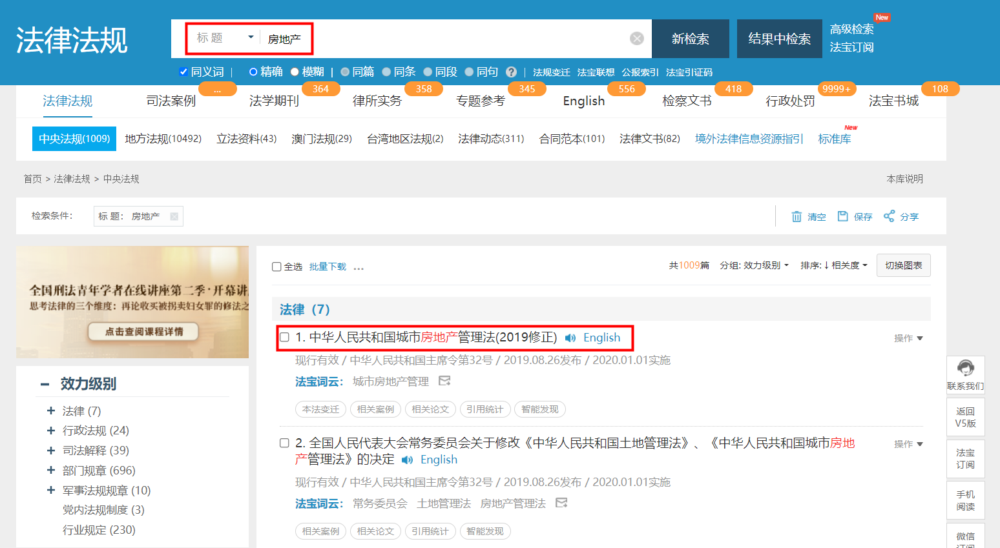 法律法规
标 题 房地产
新检索
结果中检索
高级检索 New
法宝订阅
同义词 | 精确 模糊 | 同篇 同条 同段 同句 ? | 法规变迁 法宝联想 公报索引 法宝引证码
法律法规 司法案例 ... 法学期刊 364 律所实务 358 专题参考 345 English 556 检察文书 418 行政处罚 9999+ 法宝书城 108
中央法规(1009) 地方法规(10492) 立法资料(43) 澳门法规(29) 台湾地区法规(2) 法律动态(311) 合同范本(101) 法律文书(82) 境外法律信息资源指引 标准库 New
首页 > 法律法规 > 中央法规 本库说明
检索条件: 标 题: 房地产 清空 保存 分享
全国刑法青年学者在线讲座第二季·开幕讲
思考法律的三个维度:再论收买被拐卖妇女罪的修法之
点击查阅课程详情
效力级别
法律 (7)
行政法规 (24)
司法解释 (39)
部门规章 (696)
军事法规规章 (10)
党内法规制度 (3)
行业规定 (230)
全选 批量下载 ... 共1009篇 分组: 效力级别 排序:↓相关度 切换图表
法律(7)
1. 中华人民共和国城市房地产管理法(2019修正) English 操作
现行有效 / 中华人民共和国主席令第32号 / 2019.08.26发布 / 2020.01.01实施
法宝词云: 城市房地产管理
本法变迁 相关案例 相关论文 引用统计 智能发现
2. 全国人民代表大会常务委员会关于修改《中华人民共和国土地管理法》、《中华人民共和国城市房地 操作
产管理法》的决定 English
现行有效 / 中华人民共和国主席令第32号 / 2019.08.26发布 / 2020.01.01实施
法宝词云: 常务委员会 土地管理法 房地产管理法
相关案例 相关论文 引用统计 智能发现
联系我们
返回
V5版
法宝
订阅
手机
阅读
微信
订阅